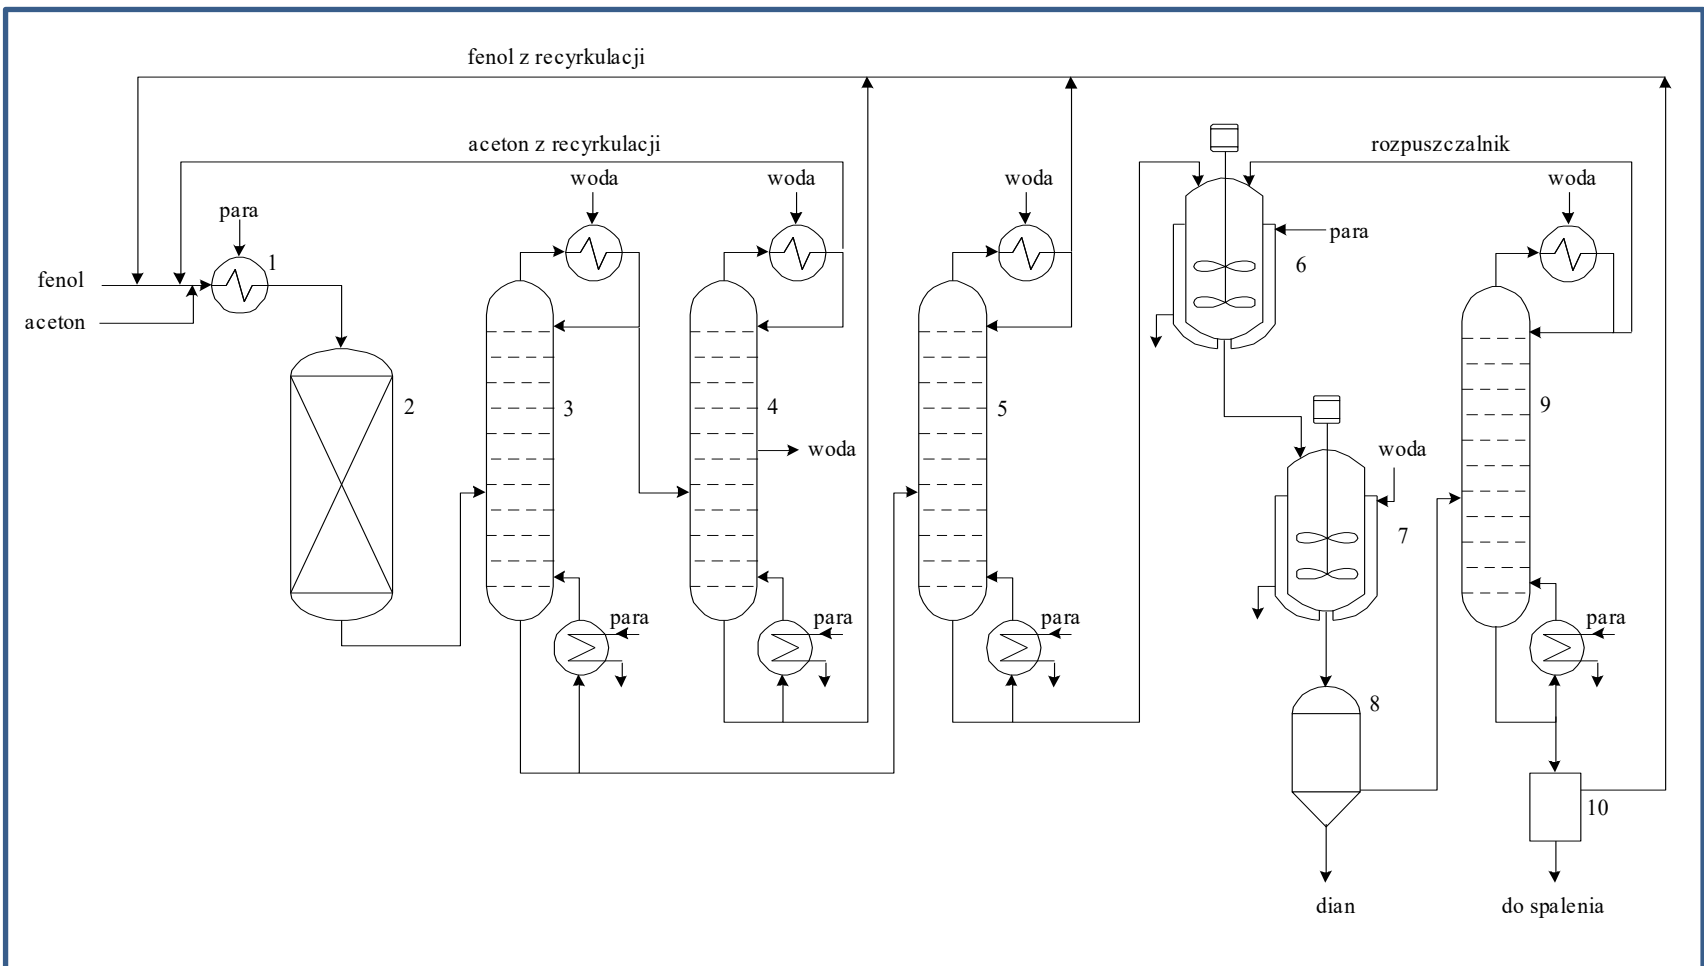 fenol z recyrkulacji
aceton z recyrkulacji
rozpuszczalnik
woda
woda
woda
woda
para
para
1
6
fenol
aceton
2
3
4
5
9
woda
woda
7
para
para
para
para
8
10
dian
do spalenia